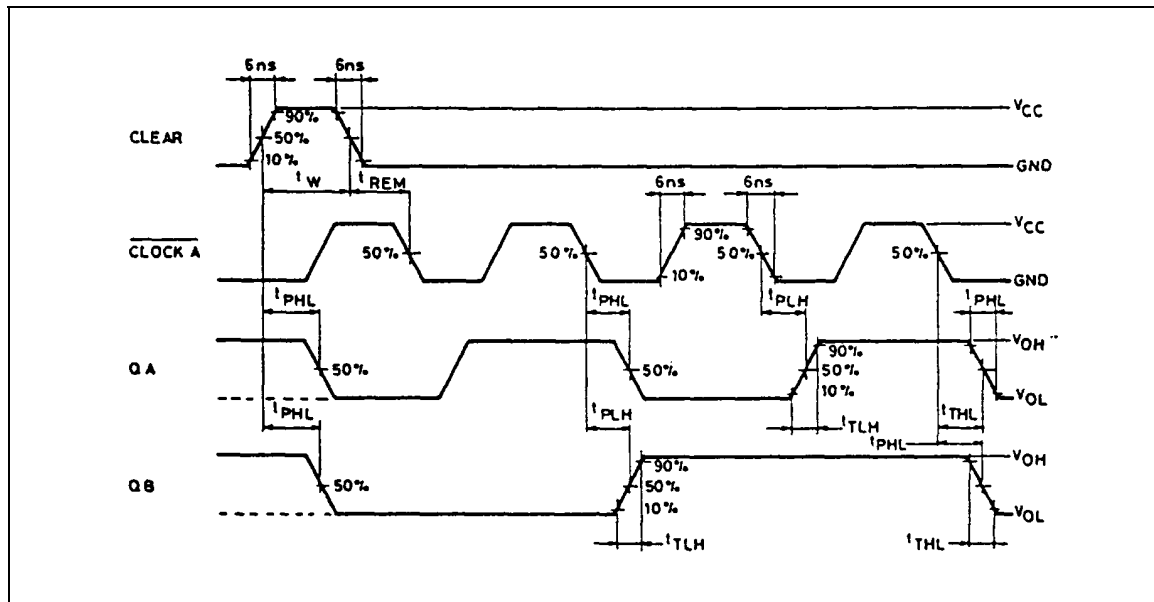 6ns 6ns
VCC
90%
CLEAR 50%
10%
GND
tW tREM 6ns 6ns
VCC
90%
CLOCK A 50% 50% 50% 50%
10%
GND
tPHL tPHL tPLH tPHL
VOH
90%
QA 50% 50% 50%
10%
VOL
tPHL tPLH tTHL
tTLH
tPHL
VOH
90%
QB 50% 50%
10%
VOL
tTLH tTHL